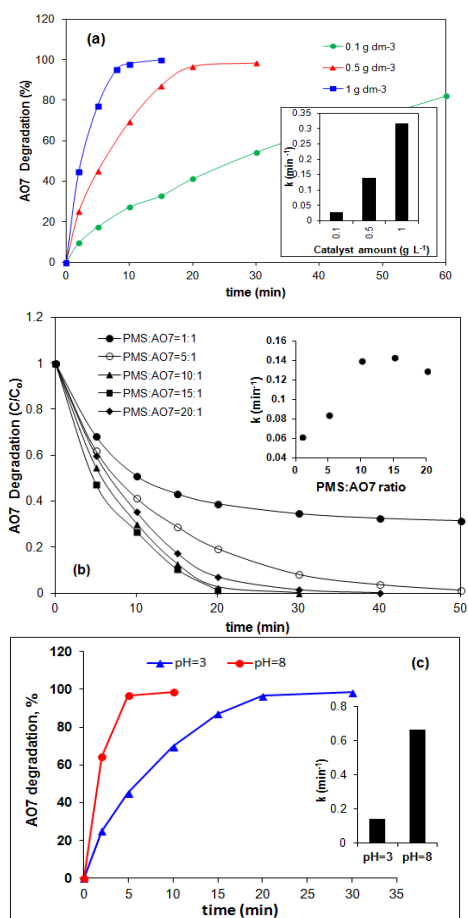 (a)
AO7 Degradation (%)
120
100
80
60
40
20
0
0.1 g dm-3
0.5 g dm-3
1 g dm-3
k (min-1)
0.35
0.3
0.25
0.2
0.15
0.1
0.05
0
0.1
0.5
1
Catalyst amount (g L-1)
0 10 20 30 40 50 60
time (min)
AO7 Degradation (C/Co)
1.2
1
0.8
0.6
0.4
0.2
0
PMS:AO7=1:1
PMS:AO7=5:1
PMS:AO7=10:1
PMS:AO7=15:1
PMS:AO7=20:1
k (min-1)
0.16
0.14
0.12
0.1
0.08
0.06
0.04
0 5 10 15 20
PMS:AO7 ratio
(b)
0 10 20 30 40 50
time (min)
pH=3
pH=8
(c)
AO7 degradation, %
120
100
80
60
40
20
0
k (min-1)
0.8
0.6
0.4
0.2
0
pH=3 pH=8
0 5 10 15 20 25 30 35
time (min)